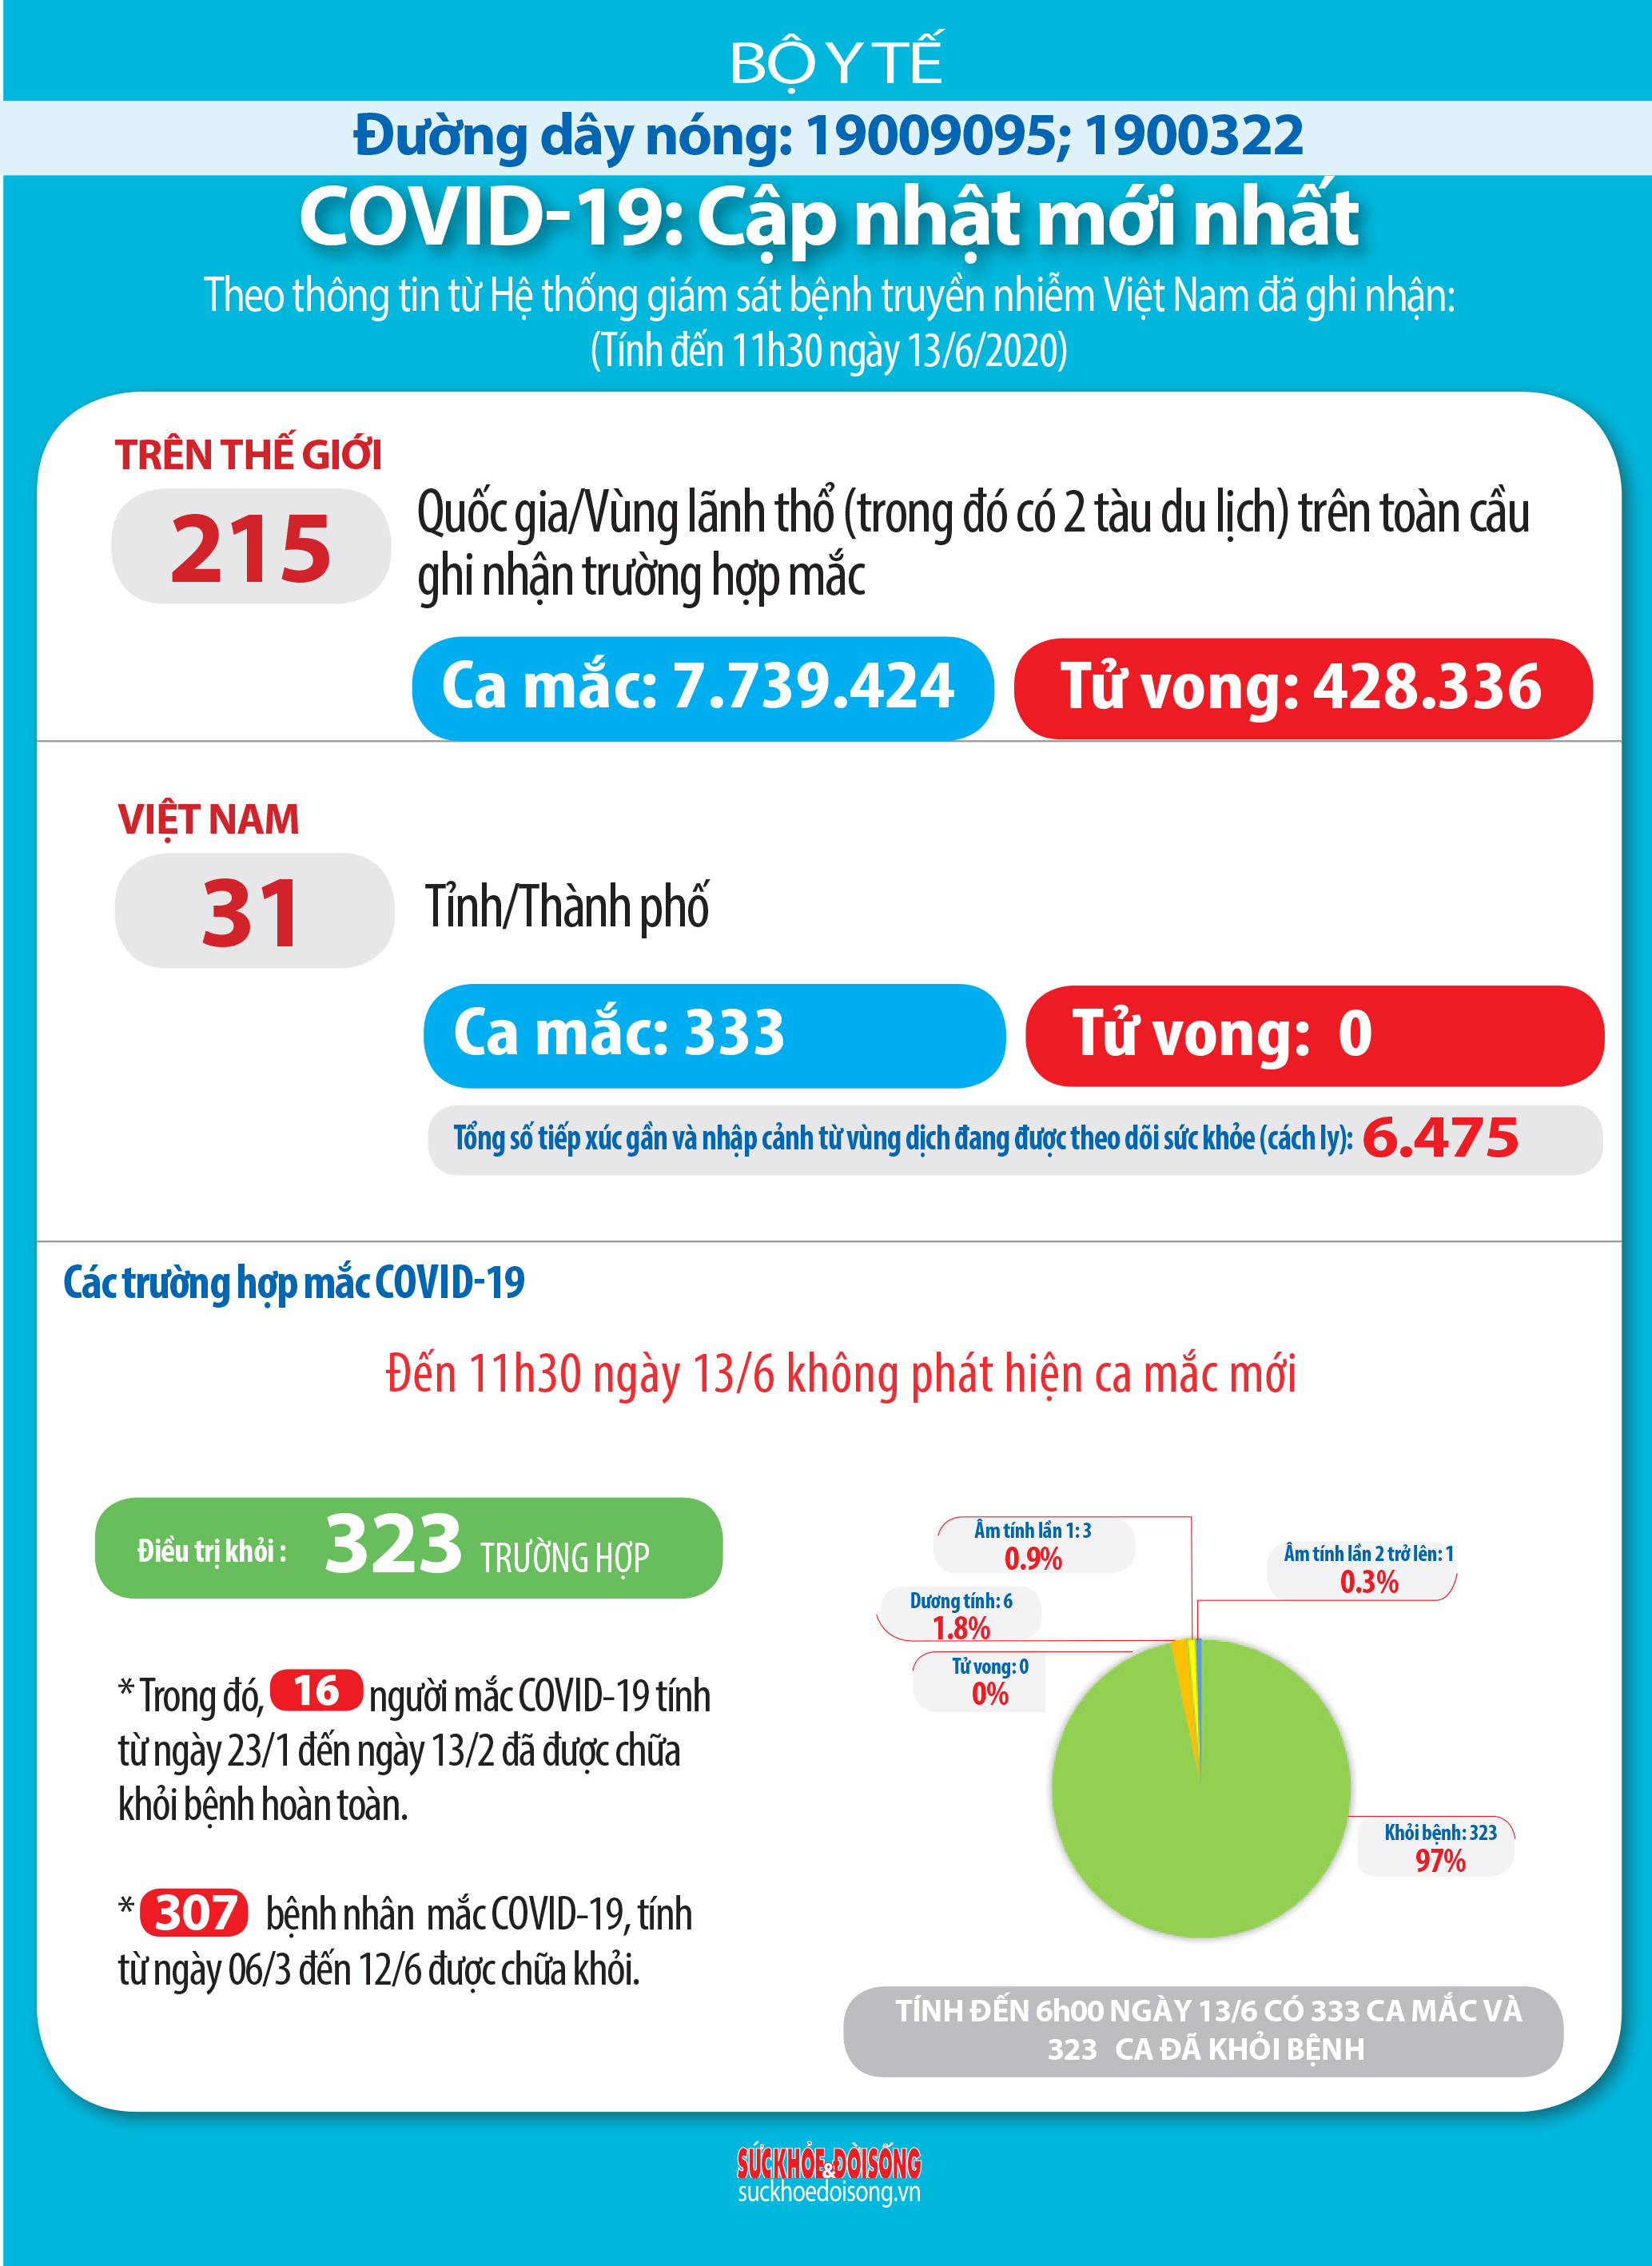 BỘ Y TẾ
Đường dây nóng: 19009095; 1900322
COVID-19: Cập nhật mới nhất
Theo thông tin từ Hệ thống giám sát bệnh truyền nhiễm Việt Nam đã ghi nhận:
(Tính đến 11h30 ngày 13/6/2020)
TRÊN THẾ GIỚI
215
Quốc gia/Vùng lãnh thổ (trong đó có 2 tàu du lịch) trên toàn cầu
ghi nhận trường hợp mắc
Ca mắc: 7.739.424
Tử vong: 428.336
VIỆT NAM
31
Tỉnh/Thành phố
Ca mắc: 333
Tử vong: 0
Tổng số tiếp xúc gần và nhập cảnh từ vùng dịch đang được theo dõi sức khỏe (cách ly): 6.475
Các trường hợp mắc COVID-19
Đến 11h30 ngày 13/6 không phát hiện ca mắc mới
Điều trị khỏi : 323 TRƯỜNG HỢP
* Trong đó, 16 người mắc COVID-19 tính
từ ngày 23/1 đến ngày 13/2 đã được chữa
khỏi bệnh hoàn toàn.
* 307 bệnh nhân mắc COVID-19, tính
từ ngày 06/3 đến 12/6 được chữa khỏi.
Âm tính lần 1: 3
0.9%
Âm tính lần 2 trở lên: 1
0.3%
Dương tính: 6
1.8%
Tử vong: 0
0%
Khỏi bệnh: 323
97%
TÍNH ĐẾN 6h00 NGÀY 13/6 CÓ 333 CA MẮC VÀ
323 CA ĐÃ KHỎI BỆNH
SỨCKHỎE&ĐỜISỐNG
suckhoedoisong.vn